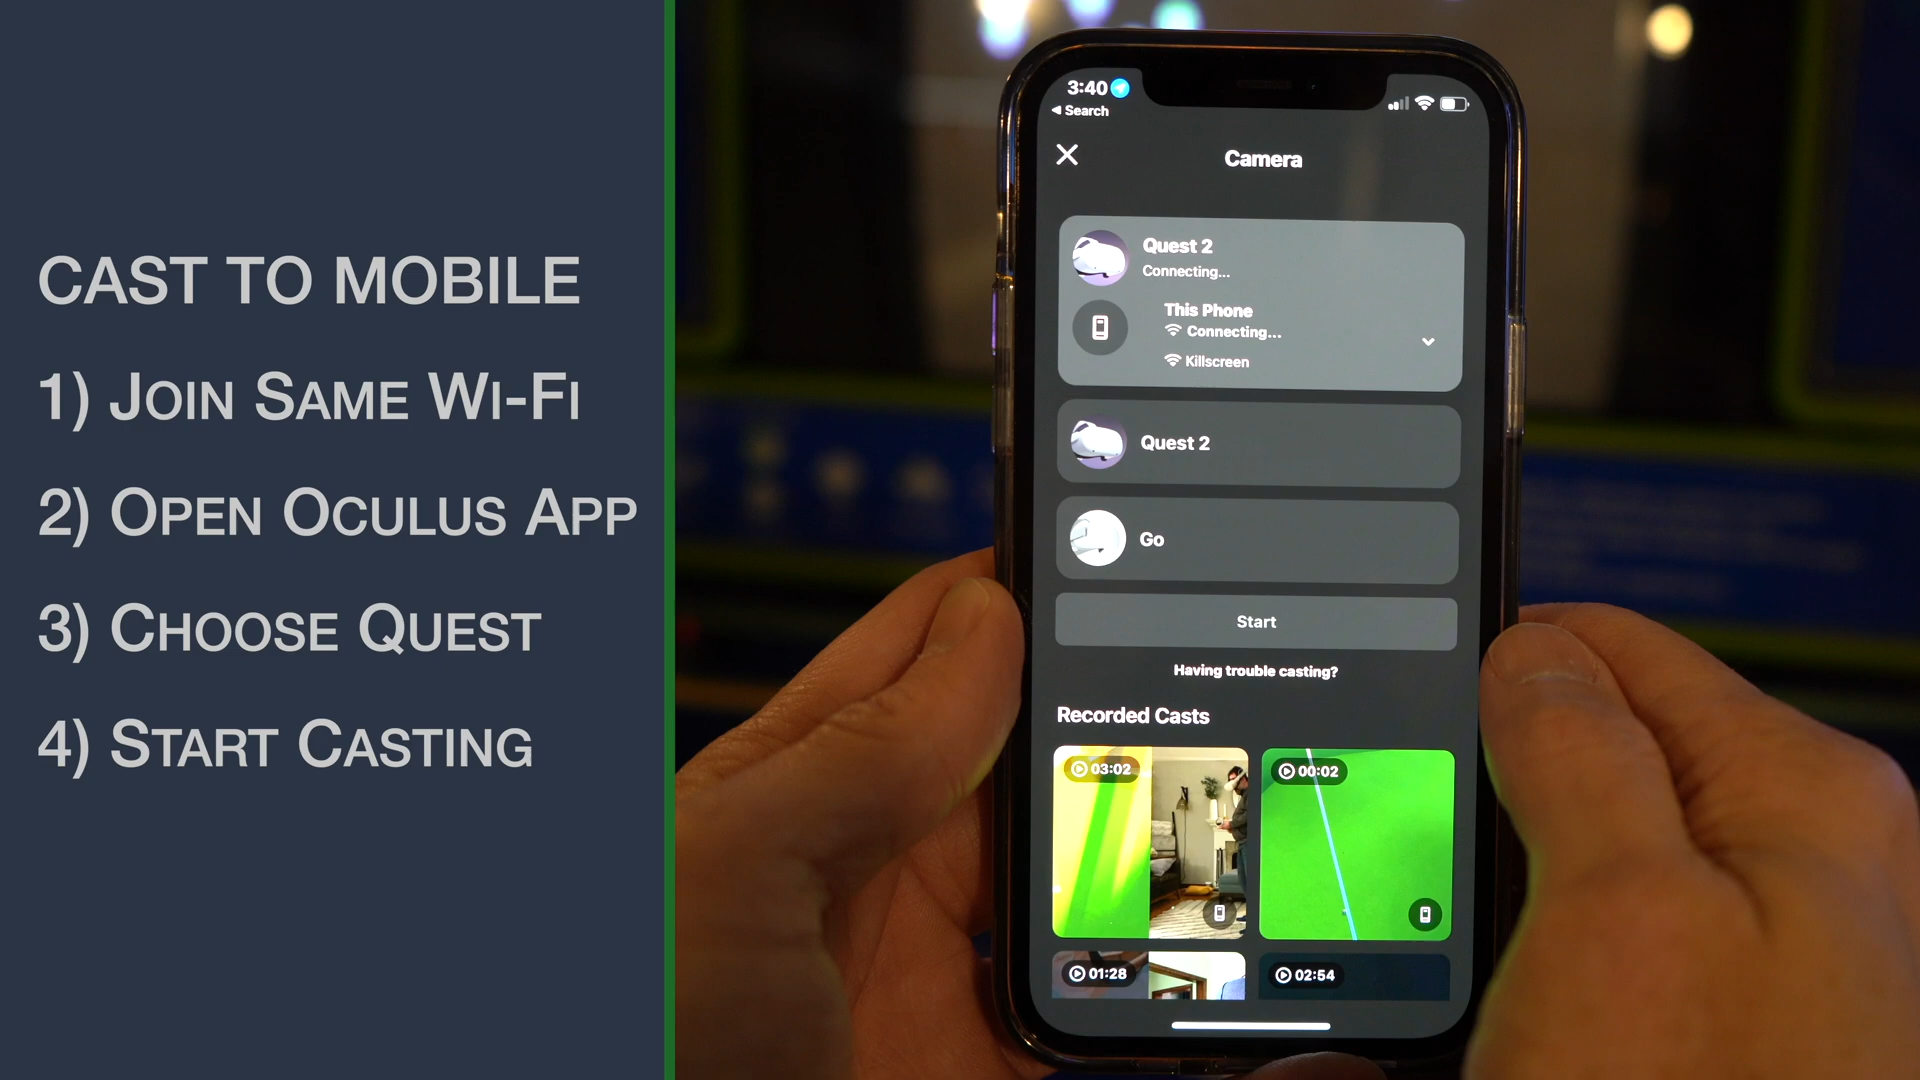 CAST TO MOBILE
1) JOIN SAME WI-FI
2) OPEN OCULUS APP
3) CHOOSE QUEST
4) START CASTING
3:40
Search
Camera
Quest 2
Connecting...
This Phone
Connecting...
Killscreen
Quest 2
Go
Start
Having trouble casting?
Recorded Casts
03:02
00:02
01:28
02:54